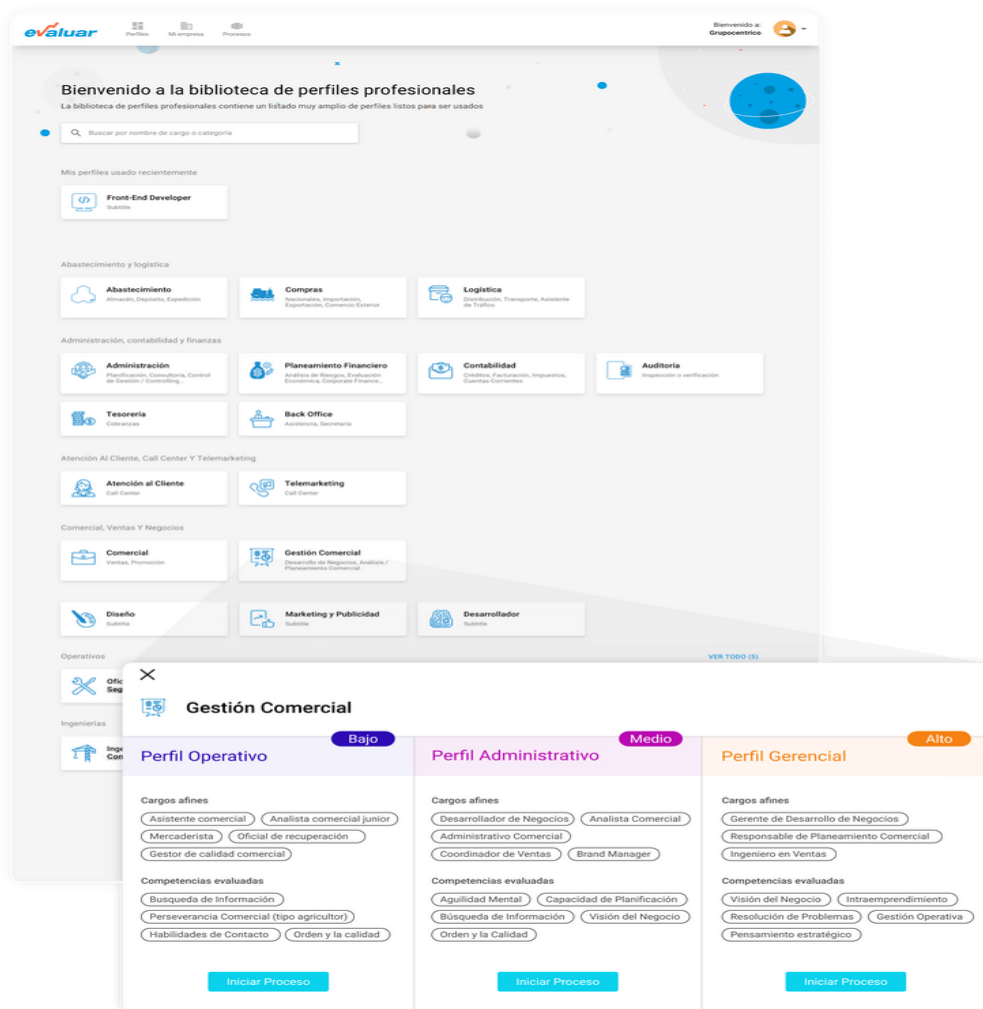 evaluar
Perfiles Mi empresa Procesos
Bienvenido a:
Grupocentrico
Bienvenido a la biblioteca de perfiles profesionales
La biblioteca de perfiles profesionales contiene un listado muy amplio de perfiles listos para ser usados
Buscar por nombre de cargo o categoría
Mis perfiles usado recientemente
Front-End Developer
Subtitle
Abastecimiento y logística
Abastecimiento
Almacén, Depósito, Expedición
Compras
Nacionales, Importación,
Exportación, Comercio Exterior
Logística
Distribución, Transporte, Asistente
de Tráfico
Administración, contabilidad y finanzas
Administración
Planificación, Consultoría, Control
de Gestión / Controlling..
Planeamiento Financiero
Análisis de Riesgos, Evaluación
Económica, Corporate Finance..
Contabilidad
Créditos, Facturación, Impuestos,
Cuentas Corrientes
Auditoría
Inspección o verificación
Tesorería
Cobranzas
Back Office
Asistencia, Secretaria
Atención Al Cliente, Call Center Y Telemarketing
Atención al Cliente
Call Center
Telemarketing
Call Center
Comercial, Ventas Y Negocios
Comercial
Ventas, Promoción
Gestión Comercial
Desarrollo de Negocios, Análisis /
Planeamiento Comercial
Diseño
Subtitle
Marketing y Publicidad
Subtitle
Desarrollador
Subtitle
Operativos
VER TODO (5)
Ofic
Seg
Ingenierias
Inge
Con
Gestión Comercial
Bajo
Perfil Operativo
Cargos afines
Asistente comercial Analista comercial junior
Mercaderista Oficial de recuperación
Gestor de calidad comercial
Competencias evaluadas
Busqueda de Información
Perseverancia Comercial (tipo agricultor)
Habilidades de Contacto Orden y la calidad
Iniciar Proceso
Medio
Perfil Administrativo
Cargos afines
Desarrollador de Negocios Analista Comercial
Administrativo Comercial
Coordinador de Ventas Brand Manager
Competencias evaluadas
Aguilidad Mental Capacidad de Planificación
Búsqueda de Información Visión del Negocio
Orden y la Calidad
Iniciar Proceso
Alto
Perfil Gerencial
Cargos afines
Gerente de Desarrollo de Negocios
Responsable de Planeamiento Comercial
Ingeniero en Ventas
Competencias evaluadas
Visión del Negocio Intraemprendimiento
Resolución de Problemas Gestión Operativa
Pensamiento estratégico
Iniciar Proceso